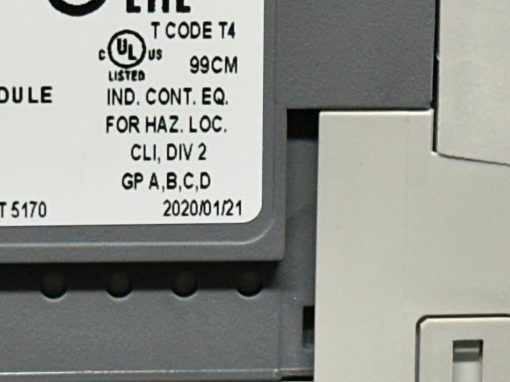 EAC
T CODE T4
C UL US
LISTED
99CM
DULE
IND. CONT. EQ.
FOR HAZ. LOC.
CLI, DIV 2
GP A,B,C,D
T 5170
2020/01/21